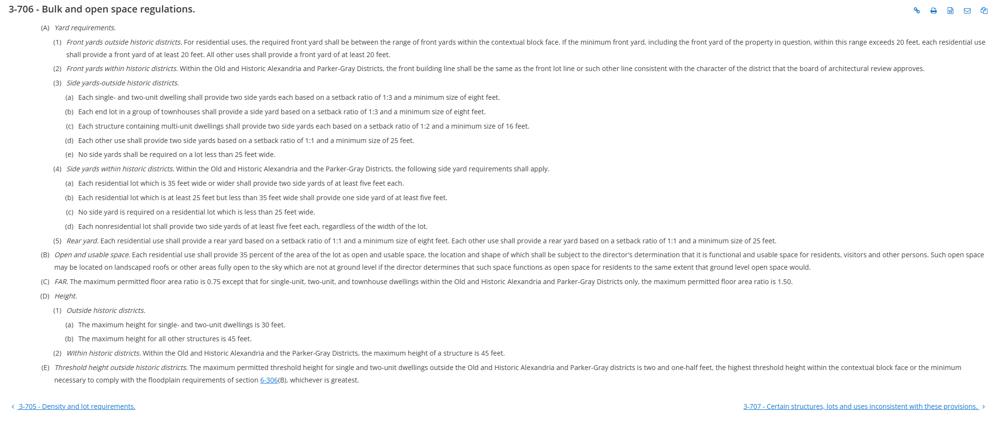 3-706 - Bulk and open space regulations.
(A) Yard requirements.
(1) Front yards outside historic districts. For residential uses, the required front yard shall be between the range of front yards within the contextual block face. If the minimum front yard, including the front yard of the property in question, within this range exceeds 20 feet, each residential use
shall provide a front yard of at least 20 feet. All other uses shall provide a front yard of at least 20 feet.
(2) Front yards within historic districts. Within the Old and Historic Alexandria and Parker-Gray Districts, the front building line shall be the same as the front lot line or such other line consistent with the character of the district that the board of architectural review approves.
(3) Side yards-outside historic districts.
(a) Each single- and two-unit dwelling shall provide two side yards each based on a setback ratio of 1:3 and a minimum size of eight feet.
(b) Each end lot in a group of townhouses shall provide a side yard based on a setback ratio of 1:3 and a minimum size of eight feet.
(c) Each structure containing multi-unit dwellings shall provide two side yards each based on a setback ratio of 1:2 and a minimum size of 16 feet.
(d) Each other use shall provide two side yards based on a setback ratio of 1:1 and a minimum size of 25 feet.
(e) No side yards shall be required on a lot less than 25 feet wide.
(4) Side yards within historic districts. Within the Old and Historic Alexandria and the Parker-Gray Districts, the following side yard requirements shall apply.
(a) Each residential lot which is 35 feet wide or wider shall provide two side yards of at least five feet each.
(b) Each residential lot which is at least 25 feet but less than 35 feet wide shall provide one side yard of at least five feet.
(c) No side yard is required on a residential lot which is less than 25 feet wide.
(d) Each nonresidential lot shall provide two side yards of at least five feet each, regardless of the width of the lot.
(5) Rear yard. Each residential use shall provide a rear yard based on a setback ratio of 1:1 and a minimum size of eight feet. Each other use shall provide a rear yard based on a setback ratio of 1:1 and a minimum size of 25 feet.
(B) Open and usable space. Each residential use shall provide 35 percent of the area of the lot as open and usable space, the location and shape of which shall be subject to the director's determination that it is functional and usable space for residents, visitors and other persons. Such open space
may be located on landscaped roofs or other areas fully open to the sky which are not at ground level if the director determines that such space functions as open space for residents to the same extent that ground level open space would.
(C) FAR. The maximum permitted floor area ratio is 0.75 except that for single-unit, two-unit, and townhouse dwellings within the Old and Historic Alexandria and Parker-Gray Districts only, the maximum permitted floor area ratio is 1.50.
(D) Height.
(1) Outside historic districts.
(a) The maximum height for single- and two-unit dwellings is 30 feet.
(b) The maximum height for all other structures is 45 feet.
(2) Within historic districts. Within the Old and Historic Alexandria and the Parker-Gray Districts, the maximum height of a structure is 45 feet.
(E) Threshold height outside historic districts. The maximum permitted threshold height for single and two-unit dwellings outside the Old and Historic Alexandria and Parker-Gray districts is two and one-half feet, the highest threshold height within the contextual block face or the minimum
necessary to comply with the floodplain requirements of section 6-306(B), whichever is greatest.
3-705 - Density and lot requirements.
3-707 - Certain structures, lots and uses inconsistent with these provisions.